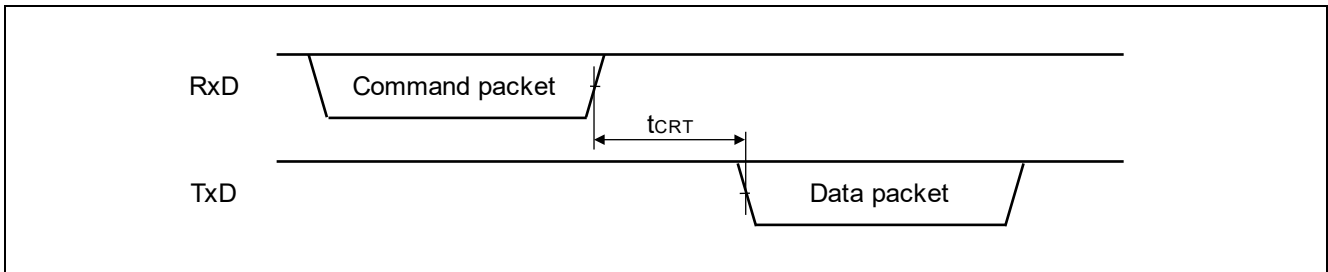 RxD
Command packet
tCRT
TxD
Data packet